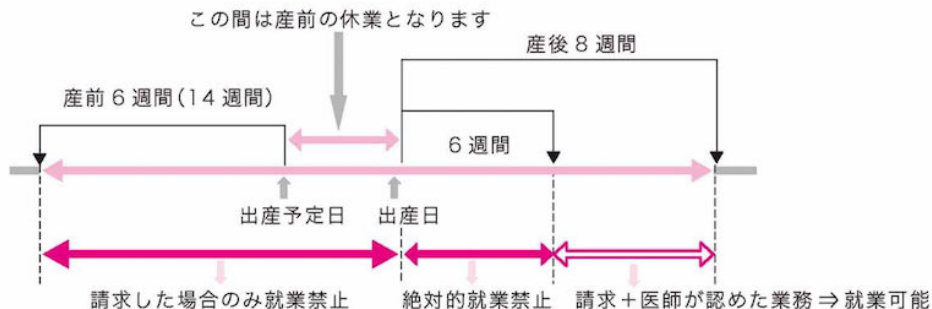 この間は産前の休業となります
産後8週間
産前6週間(14週間)
6週間
出産予定日
出産日
請求した場合のみ就業禁止
絶対的就業禁止
請求+医師が認めた業務⇒就業可能